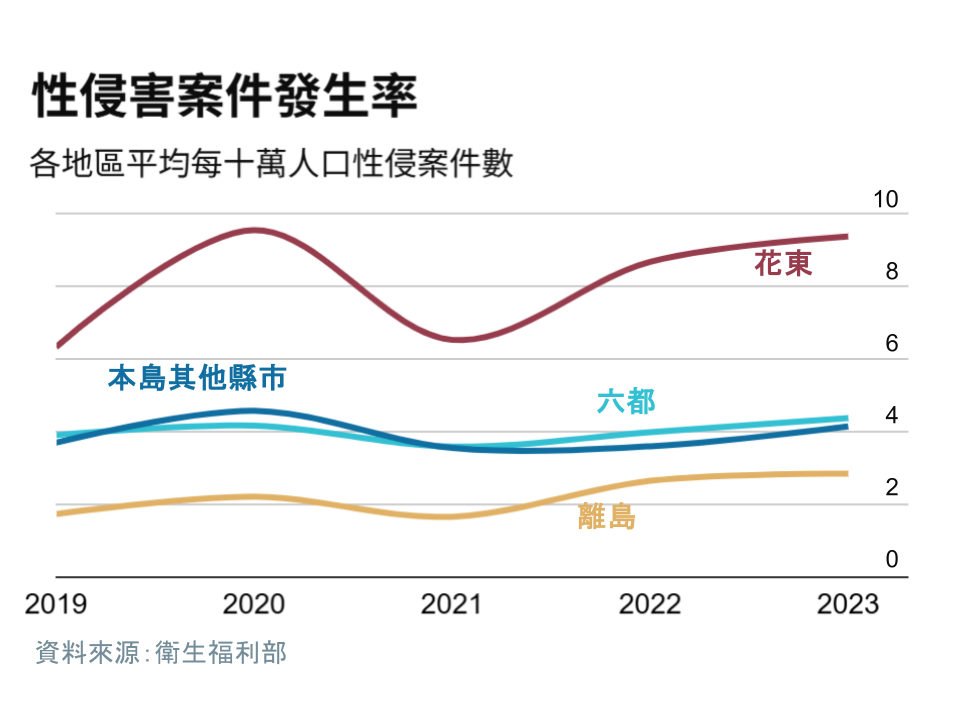 性侵害案件發生率
各地區平均每十萬人口性侵案件數
10
花東
8
6
本島其他縣市
六都
4
2
離島
0
2019 2020 2021 2022 2023
資料來源：衛生福利部